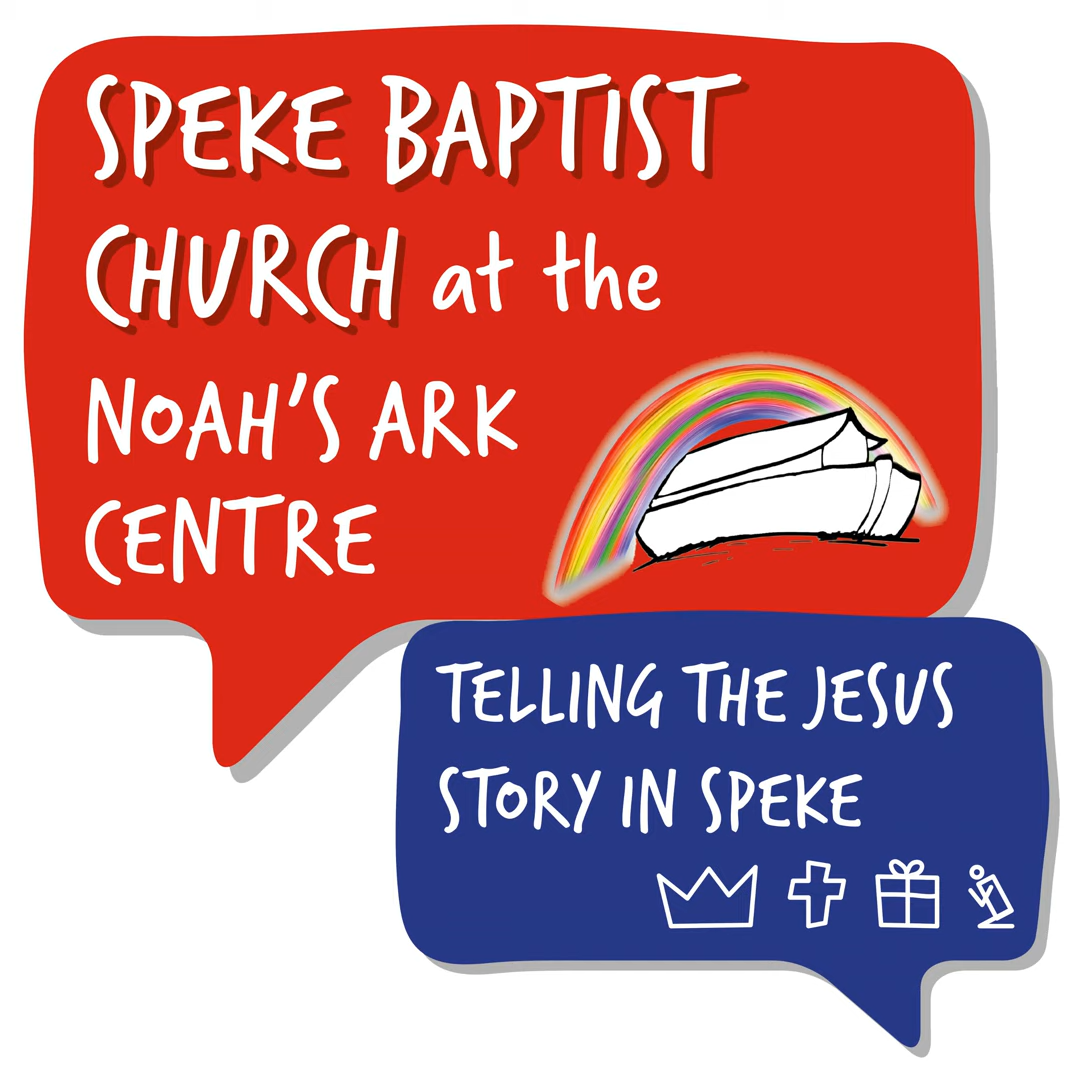 SPEKE BAPTIST
CHURCH at the
NOAH'S ARK
CENTRE
TELLING THE JESUS
STORY IN SPEKE